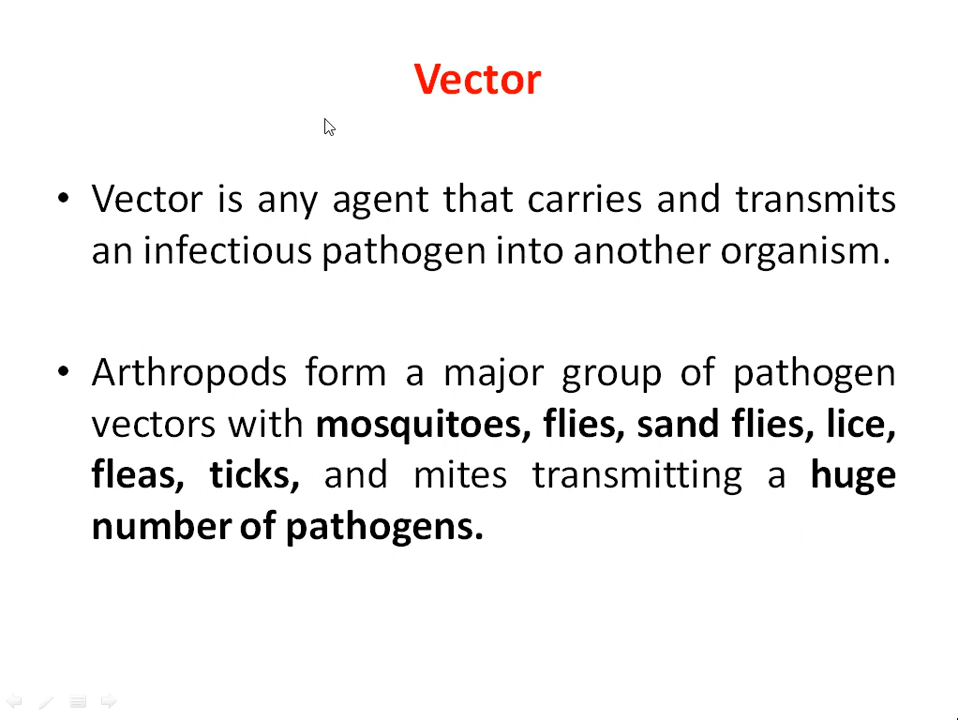 Vector
• Vector is any agent that carries and transmits
an infectious pathogen into another organism.
• Arthropods form a major group of pathogen
vectors with mosquitoes, flies, sand flies, lice,
fleas, ticks, and mites transmitting a huge
number of pathogens.